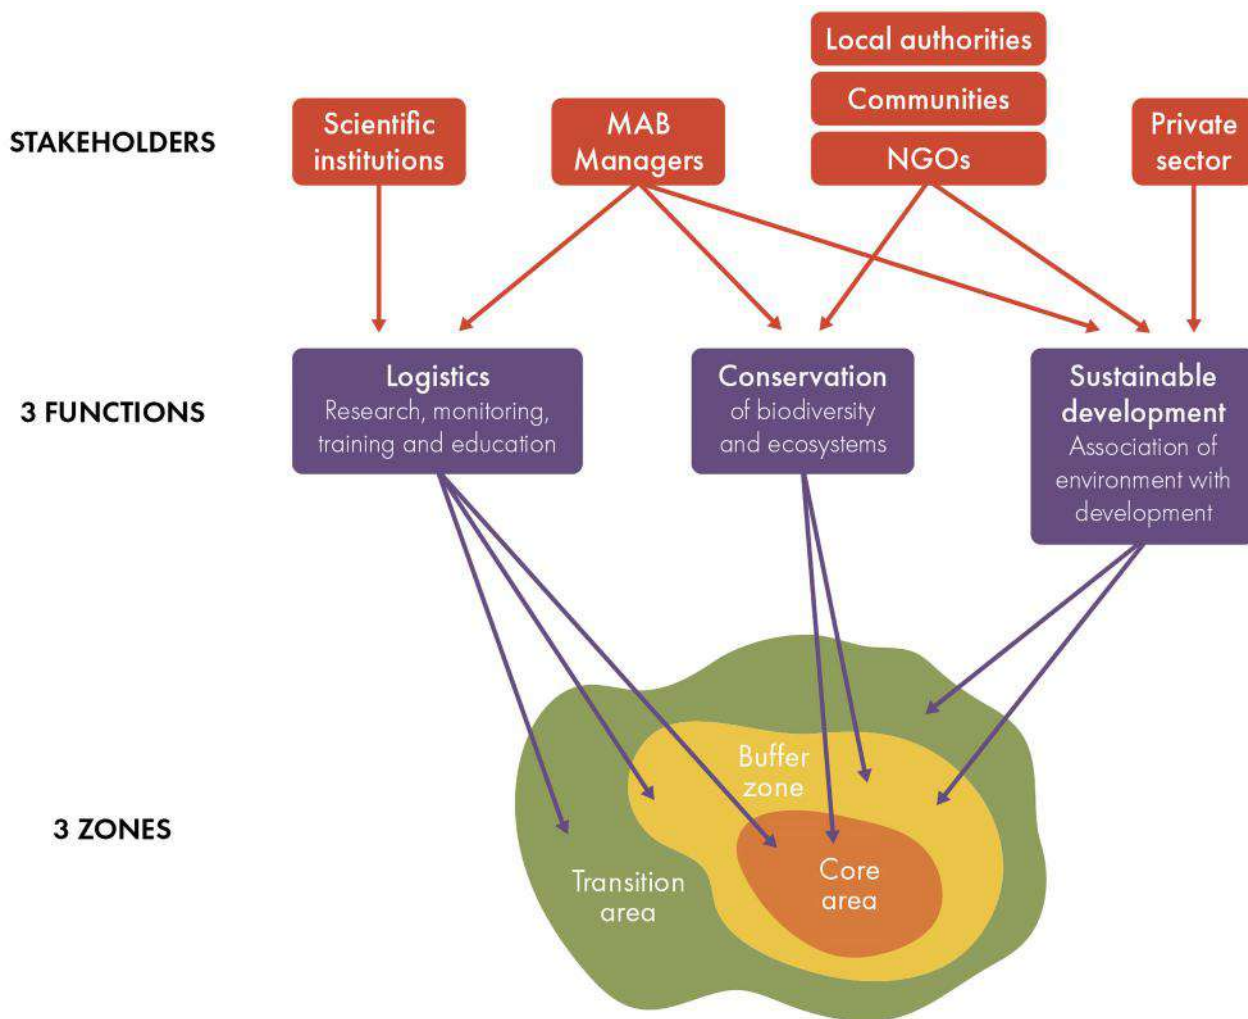 STAKEHOLDERS
Scientific
institutions
MAB
Managers
Local authorities
Communities
NGOs
Private
sector
3 FUNCTIONS
Logistics
Research, monitoring,
training and education
Conservation
of biodiversity
and ecosystems
Sustainable
development
Association of
environment with
development
3 ZONES
Buffer
zone
Transition
area
Core
area